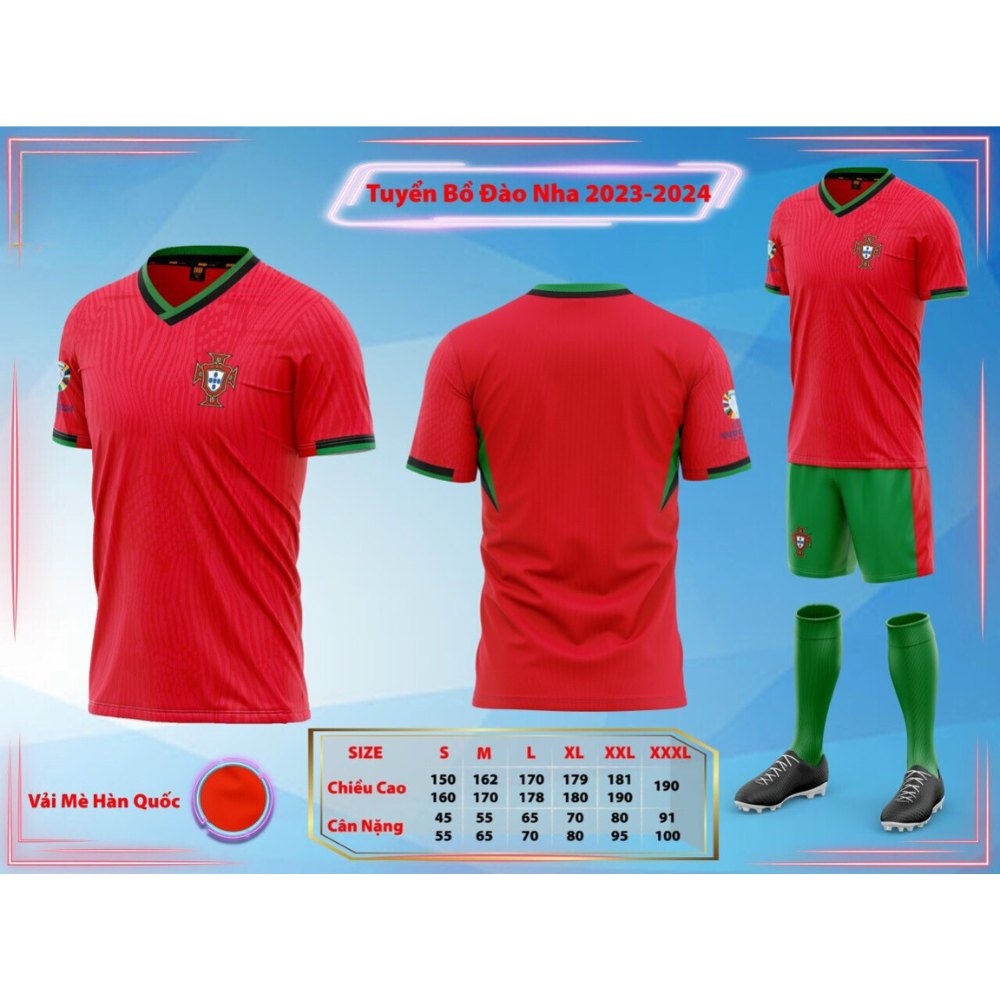 Tuyển Bồ Đào Nha 2023-2024
SIZE S M L XL XXL XXXL
Chiều Cao 150 162 170 179 181 190
160 170 178 180 190
Cân Nặng 45 55 65 70 80 91
55 65 70 80 95 100
Vải Mè Hàn Quốc